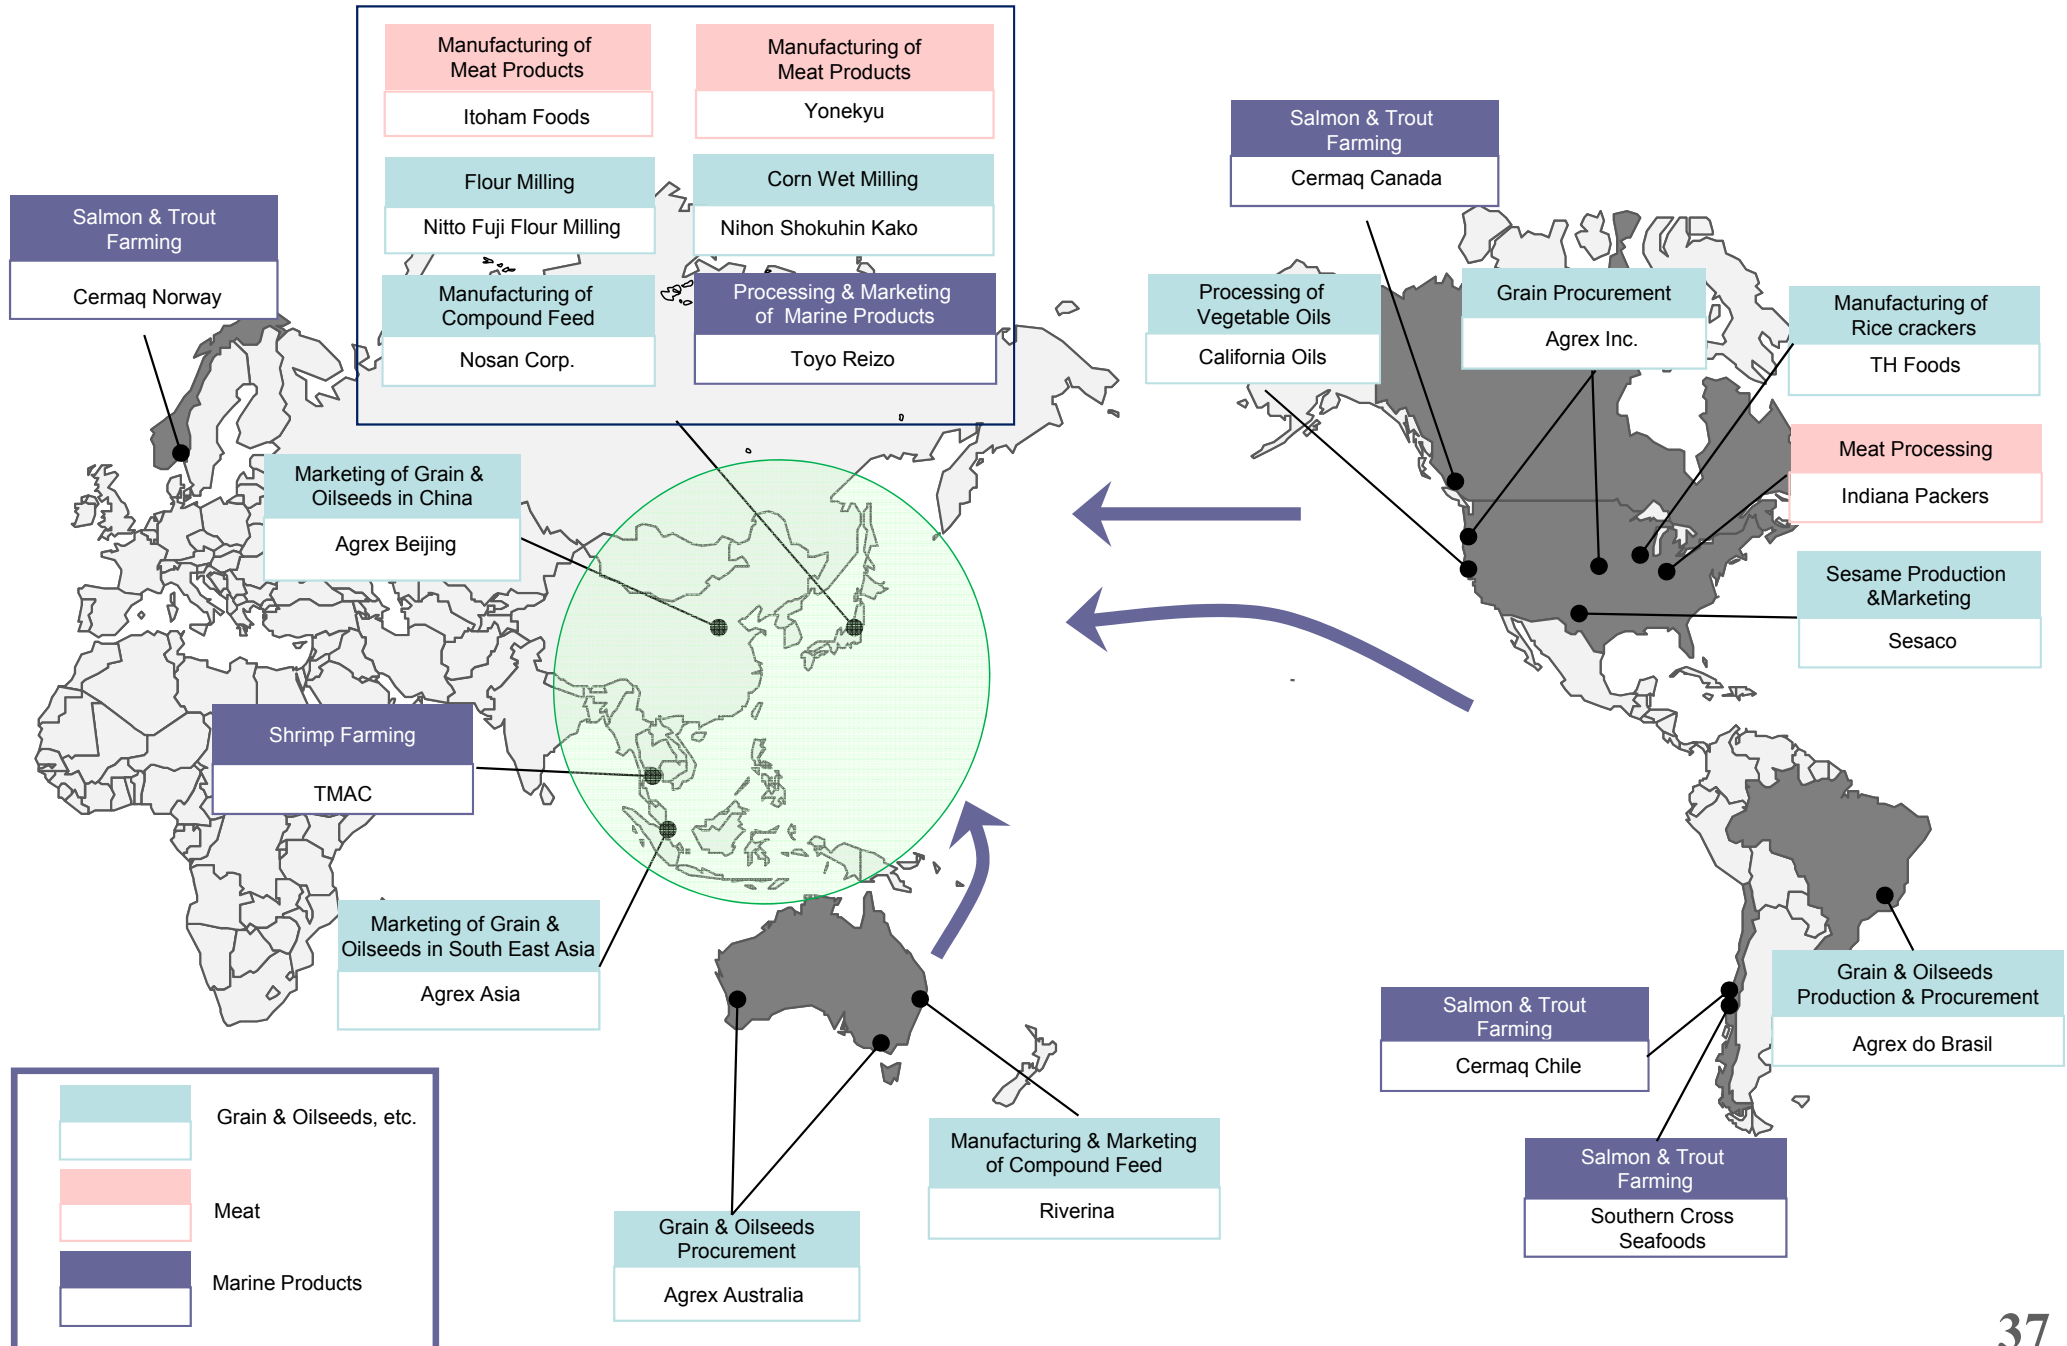 Manufacturing of
Meat Products
Itoham Foods
Manufacturing of
Meat Products
Yonekyu
Flour Milling
Nitto Fuji Flour Milling
Corn Wet Milling
Nihon Shokuhin Kako
Manufacturing of
Compound Feed
Nosan Corp.
Processing & Marketing
of Marine Products
Toyo Reizo
Salmon & Trout
Farming
Cermaq Norway
Salmon & Trout
Farming
Cermaq Canada
Processing of
Vegetable Oils
California Oils
Grain Procurement
Agrex Inc.
Manufacturing of
Rice crackers
TH Foods
Meat Processing
Indiana Packers
Marketing of Grain &
Oilseeds in China
Agrex Beijing
Sesame Production
&Marketing
Sesaco
Shrimp Farming
TMAC
Marketing of Grain &
Oilseeds in South East Asia
Agrex Asia
Salmon & Trout
Farming
Cermaq Chile
Grain & Oilseeds
Production & Procurement
Agrex do Brasil
Manufacturing & Marketing
of Compound Feed
Riverina
Salmon & Trout
Farming
Southern Cross
Seafoods
Grain & Oilseeds
Procurement
Agrex Australia
Grain & Oilseeds, etc.
Meat
Marine Products
37